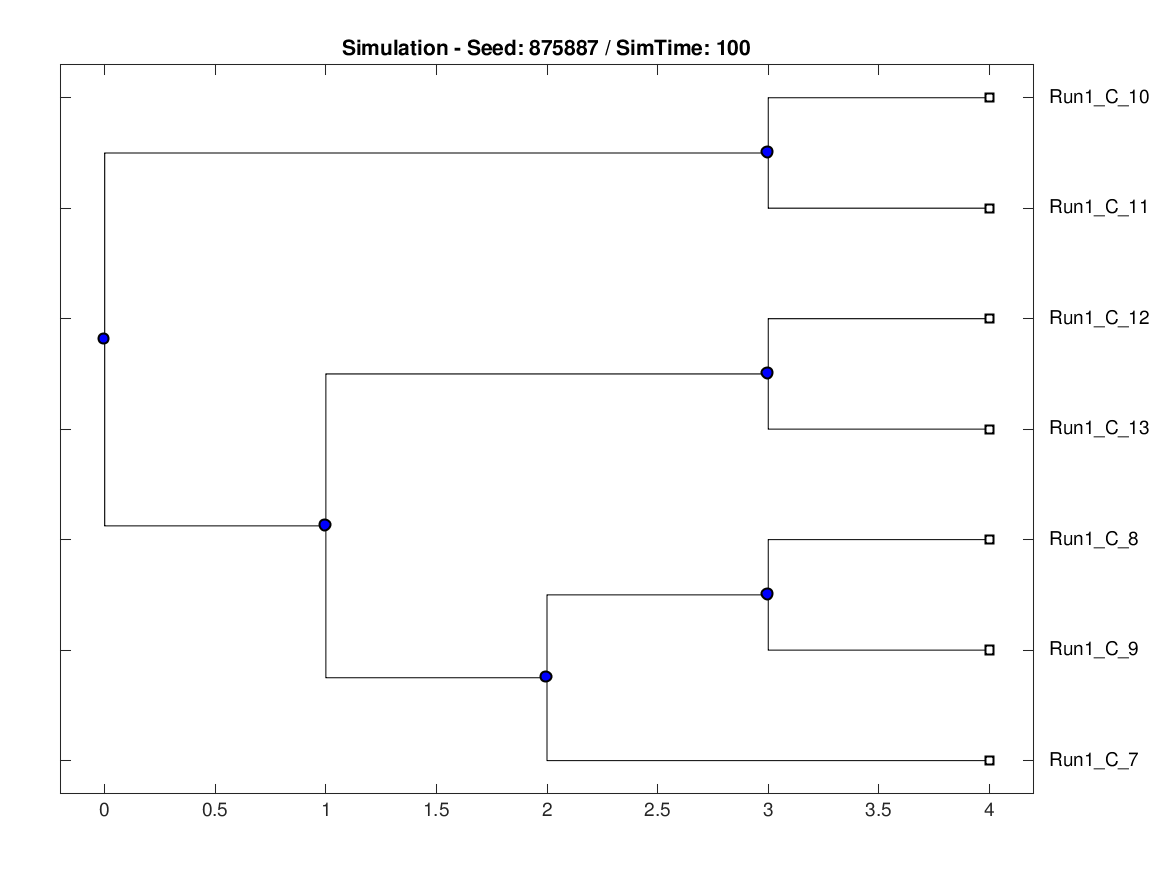 Simulation - Seed: 875887 / SimTime: 100
Run1_C_10
Run1_C_11
Run1_C_12
Run1_C_13
Run1_C_8
Run1_C_9
Run1_C_7
0 0.5 1 1.5 2 2.5 3 3.5 4